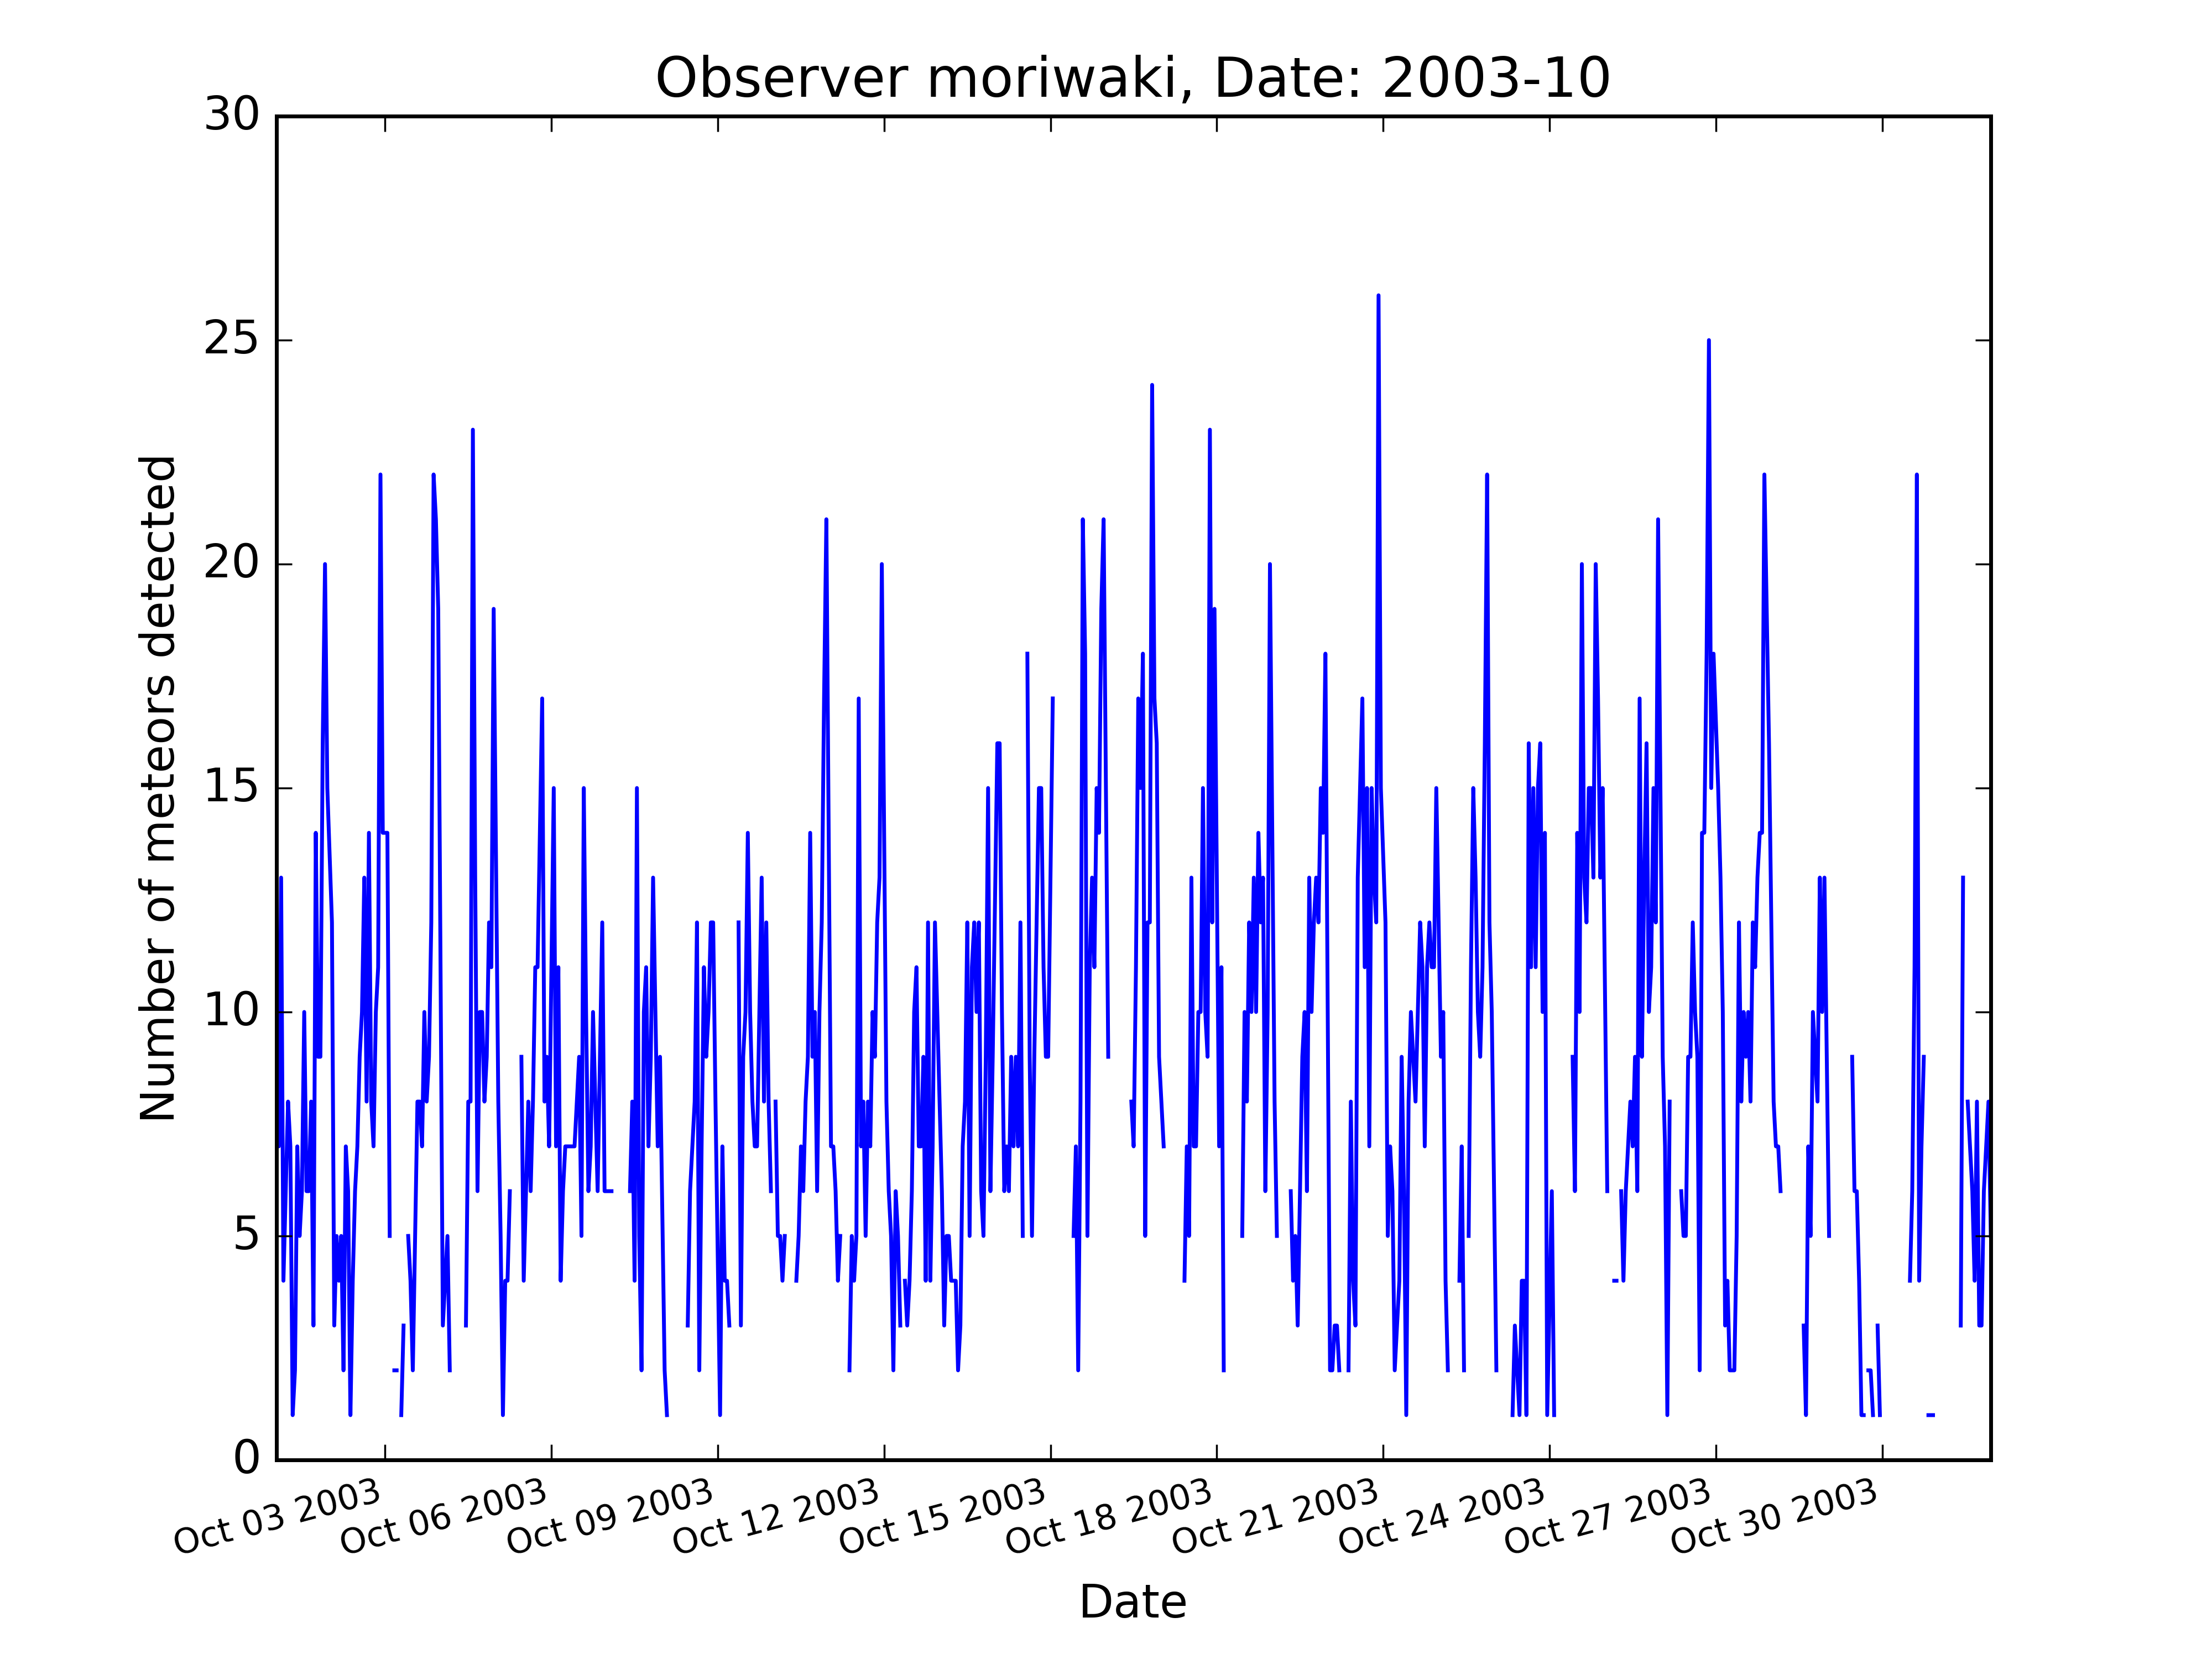 Observer moriwaki, Date: 2003-10
30
25
20
15
10
5
0
Number of meteors detected
Oct 03 2003
Oct 06 2003
Oct 09 2003
Oct 12 2003
Oct 15 2003
Oct 18 2003
Oct 21 2003
Oct 24 2003
Oct 27 2003
Oct 30 2003
Date